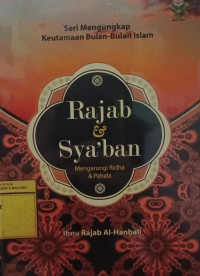 Seri Mengungkap
Keutamaan Bulan-Bulan Islam
Rajab
&
Sya'ban
Mengarungi Ridha
& Pahala
Ibnu Rajab Al-Hanbali